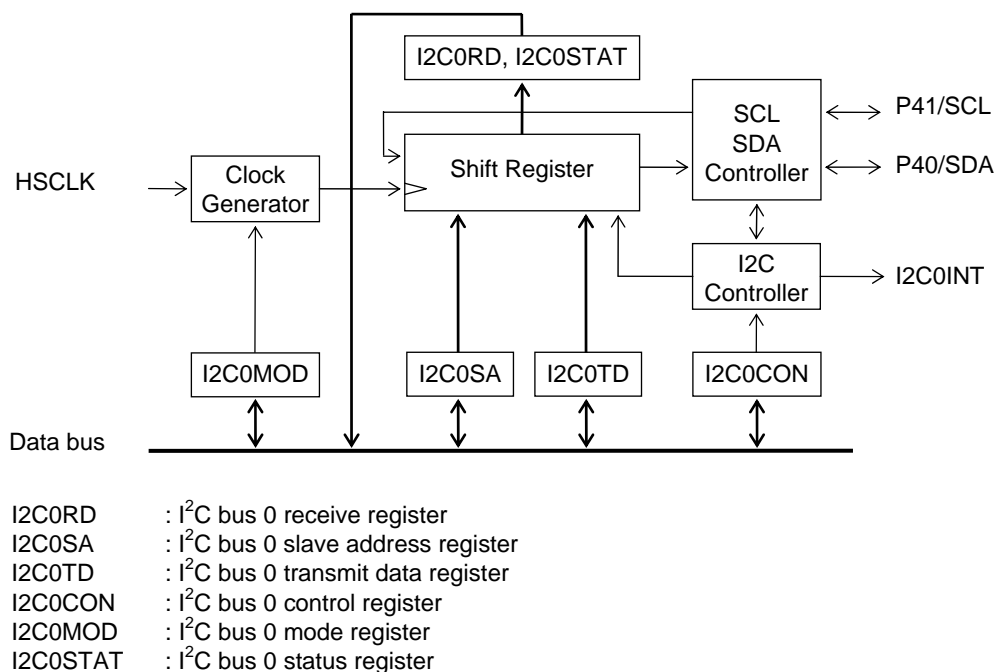 I2C0RD, I2C0STAT
SCL
SDA
Controller
P41/SCL
P40/SDA
HSCLK
Clock
Generator
Shift Register
I2C
Controller
I2C0INT
I2C0MOD
I2C0SA
I2C0TD
I2C0CON
Data bus
I2C0RD : I²C bus 0 receive register
I2C0SA : I²C bus 0 slave address register
I2C0TD : I²C bus 0 transmit data register
I2C0CON : I²C bus 0 control register
I2C0MOD : I²C bus 0 mode register
I2C0STAT : I²C bus 0 status register